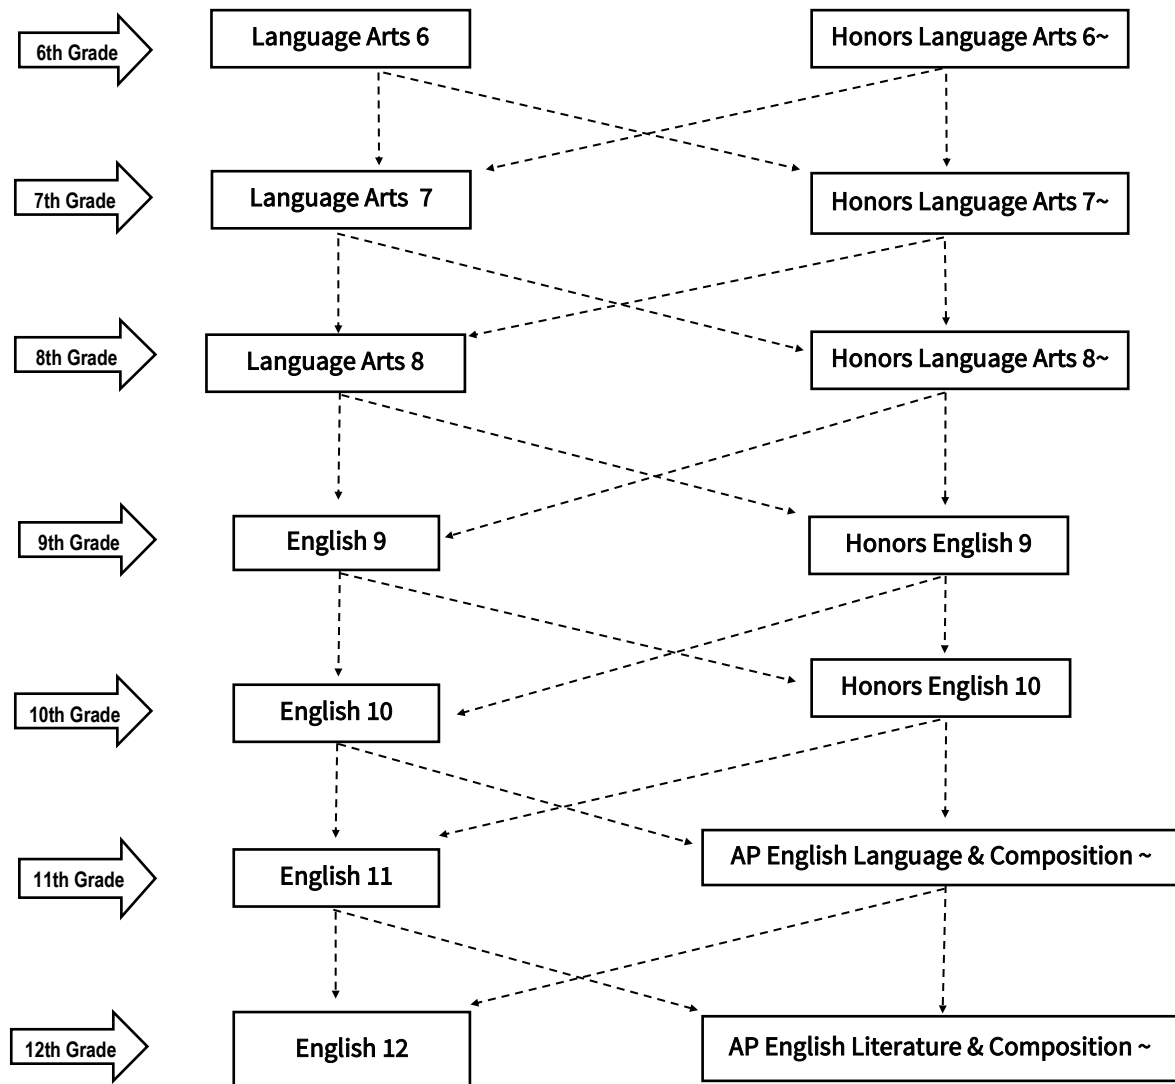 6th Grade
Language Arts 6
Honors Language Arts 6~
7th Grade
Language Arts 7
Honors Language Arts 7~
8th Grade
Language Arts 8
Honors Language Arts 8~
9th Grade
English 9
Honors English 9
10th Grade
English 10
Honors English 10
11th Grade
English 11
AP English Language & Composition ~
12th Grade
English 12
AP English Literature & Composition ~